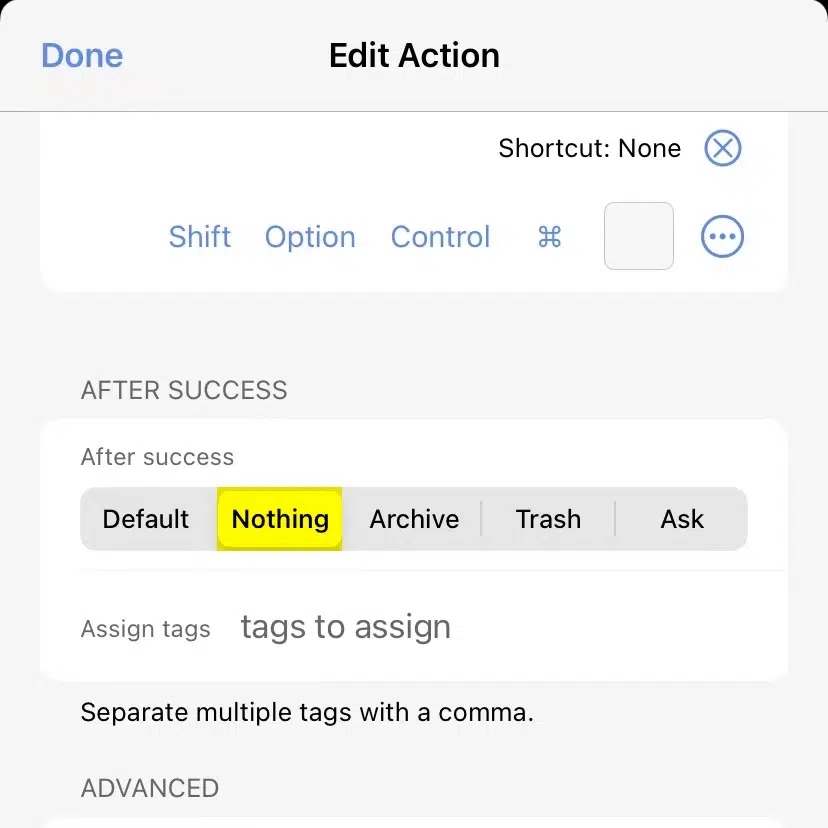 Done Edit Action
Shortcut: None
Shift Option Control ⌘
AFTER SUCCESS
After success
Default Nothing Archive Trash Ask
Assign tags tags to assign
Separate multiple tags with a comma.
ADVANCED